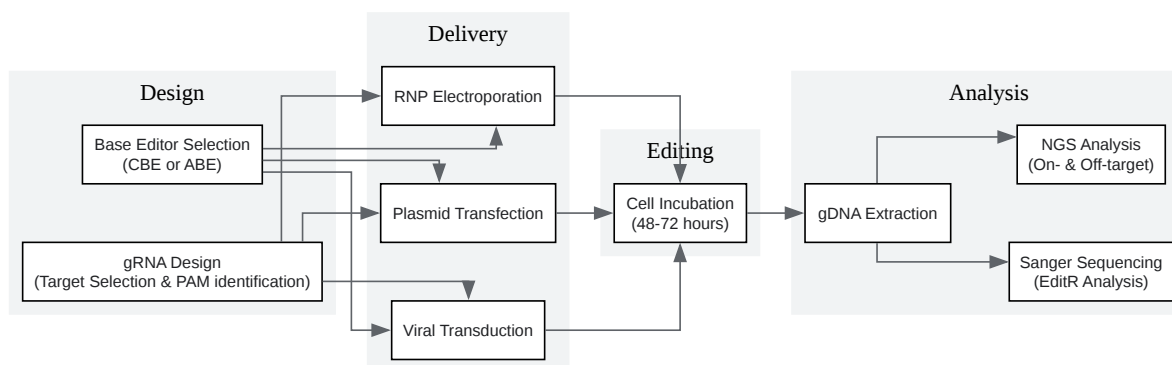 Design
Base Editor Selection
(CBE or ABE)
gRNA Design
(Target Selection & PAM identification)
Delivery
RNP Electroporation
Plasmid Transfection
Viral Transduction
Editing
Cell Incubation
(48-72 hours)
Analysis
gDNA Extraction
NGS Analysis
(On- & Off-target)
Sanger Sequencing
(EditR Analysis)